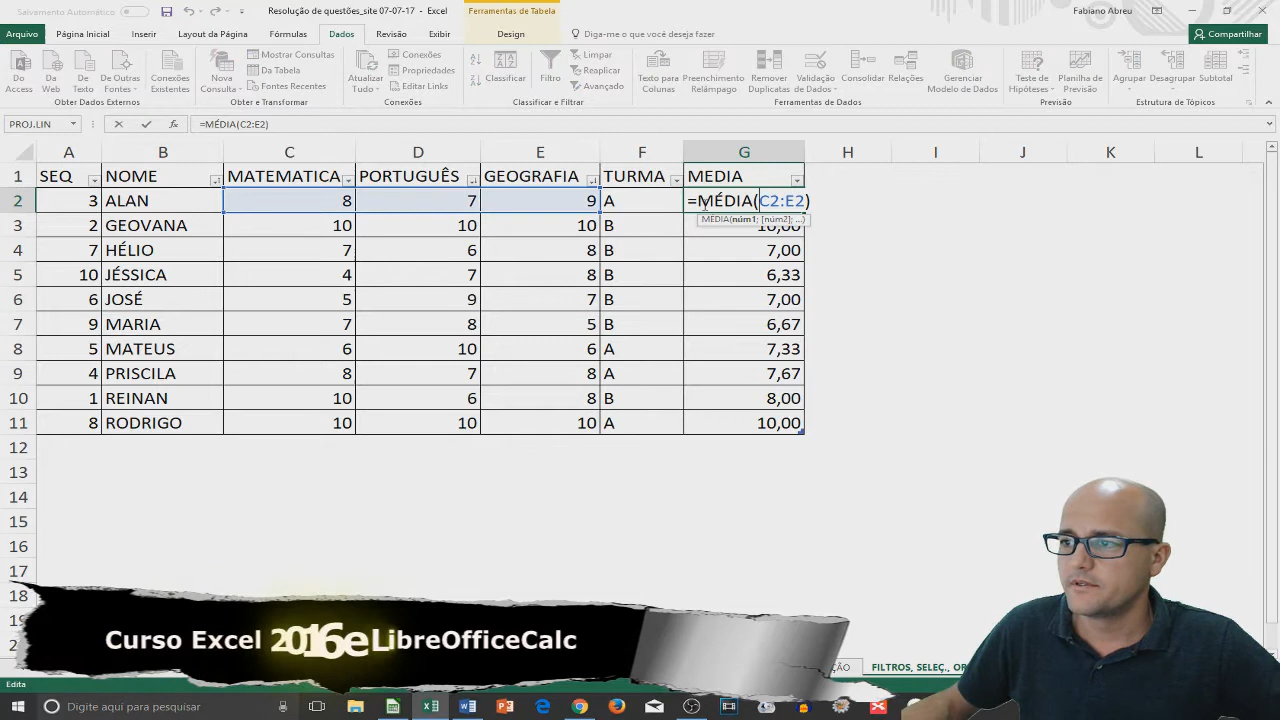 Salvamento Automático
Resolução de questões_site 07-07-17 - Excel
Ferramentas de Tabela
Fabiano Abreu
Arquivo Página Inicial Inserir Layout da Página Fórmulas Dados Revisão Exibir Design Diga-me o que você deseja fazer Compartilhar
Do Access
Da Web
De Texto
De Outras Fontes
Conexões Existentes
Obter Dados Externos
Nova Consulta
Mostrar Consultas
Da Tabela
Fontes Recentes
Obter e Transformar
Atualizar Tudo
Conexões
Propriedades
Editar Links
Conexões
Classificar
Filtro
Limpar
Reaplicar
Avançado
Classificar e Filtrar
Texto para Colunas
Preenchimento Relâmpago
Remover Duplicatas
Validação de Dados
Consolidar
Relações
Gerenciar Modelo de Dados
Ferramentas de Dados
Teste de Hipóteses
Planilha de Previsão
Previsão
Agrupar
Desagrupar
Subtotal
Estrutura de Tópicos
PROJ.LIN =MÉDIA(C2:E2)
A B C D E F G H I J K L
1 SEQ NOME MATEMATICA PORTUGUÊS GEOGRAFIA TURMA MEDIA
2 3 ALAN 8 7 9 A =MÉDIA(C2:E2)
MÉDIA(núm1; [núm2]; ...)
3 2 GEOVANA 10 10 10 B 10,00
4 7 HÉLIO 7 6 8 B 7,00
5 10 JÉSSICA 4 7 8 B 6,33
6 6 JOSÉ 5 9 7 B 7,00
7 9 MARIA 7 8 5 B 6,67
8 5 MATEUS 6 10 6 A 7,33
9 4 PRISCILA 8 7 8 A 7,67
10 1 REINAN 10 6 8 B 8,00
11 8 RODRIGO 10 10 10 A 10,00
12
13
14
15
16
17
18
Curso Excel 2016e LibreOfficeCalc
FILTROS, SELEÇ., OR
Edita
Digite aqui para pesquisar